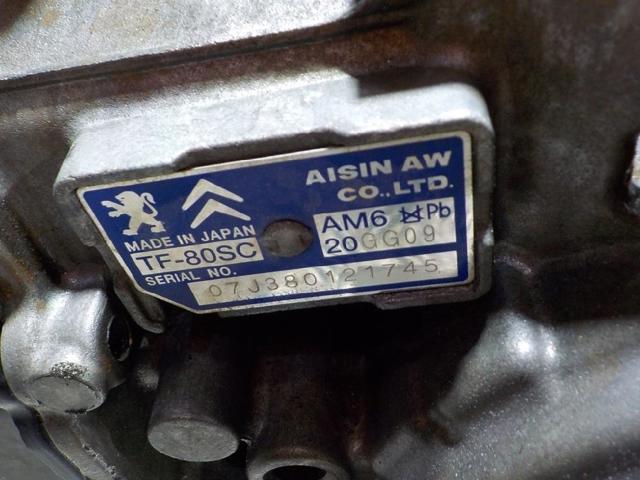 AISIN AW
CO.,LTD.
MADE IN JAPAN
TF-80SC
AM6 Pb
20GG09
SERIAL NO.
07J380121745